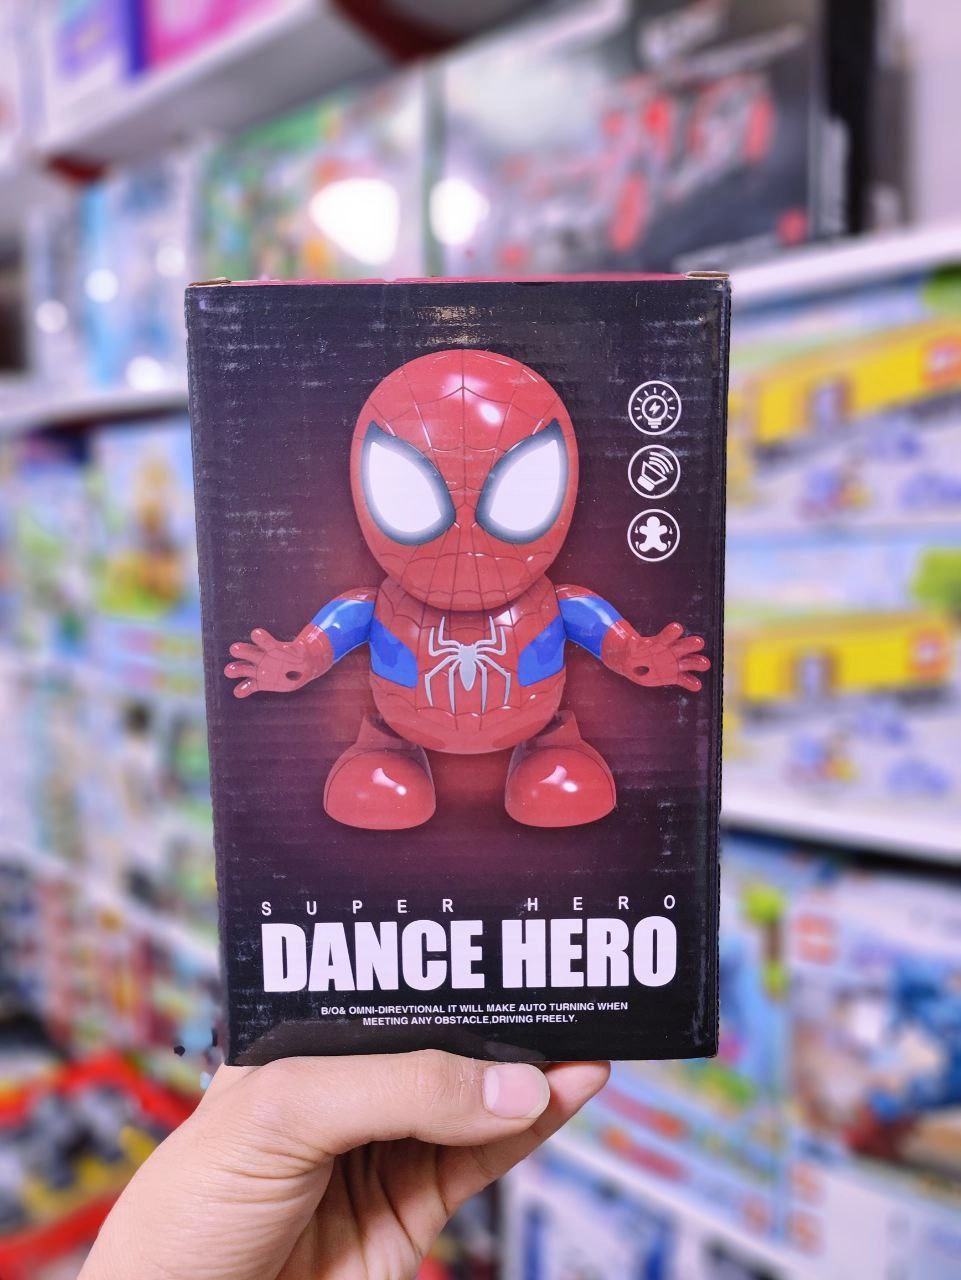 SUPER HERO
DANCE HERO
B/O& OMNI-DIREVTIONAL IT WILL MAKE AUTO TURNING WHEN
MEETING ANY OBSTACLE,DRIVING FREELY.